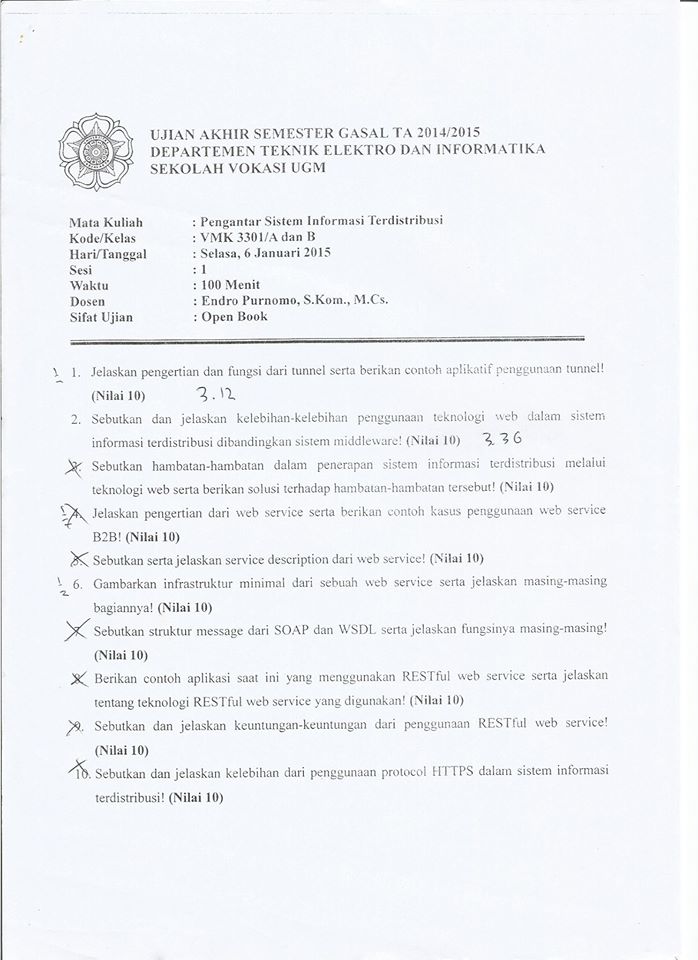 UJIAN AKHIR SEMESTER GASAL TA 2014/2015
DEPARTEMEN TEKNIK ELEKTRO DAN INFORMATIKA
SEKOLAH VOKASI UGM
Mata Kuliah : Pengantar Sistem Informasi Terdistribusi
Kode/Kelas : VMK 3301/A dan B
Hari/Tanggal : Selasa, 6 Januari 2015
Sesi : 1
Waktu : 100 Menit
Dosen : Endro Purnomo, S.Kom., M.Cs.
Sifat Ujian : Open Book
1. Jelaskan pengertian dan fungsi dari tunnel serta berikan contoh aplikatif penggunaan tunnel!
(Nilai 10) 3.12
2. Sebutkan dan jelaskan kelebihan-kelebihan penggunaan teknologi web dalam sistem
informasi terdistribusi dibandingkan sistem middleware! (Nilai 10) 3.36
3. Sebutkan hambatan-hambatan dalam penerapan sistem informasi terdistribusi melalui
teknologi web serta berikan solusi terhadap hambatan-hambatan tersebut! (Nilai 10)
4. Jelaskan pengertian dari web service serta berikan contoh kasus penggunaan web service
B2B! (Nilai 10)
5. Sebutkan serta jelaskan service description dari web service! (Nilai 10)
1/2 6. Gambarkan infrastruktur minimal dari sebuah web service serta jelaskan masing-masing
bagiannya! (Nilai 10)
7. Sebutkan struktur message dari SOAP dan WSDL serta jelaskan fungsinya masing-masing!
(Nilai 10)
8. Berikan contoh aplikasi saat ini yang menggunakan RESTful web service serta jelaskan
tentang teknologi RESTful web service yang digunakan! (Nilai 10)
9. Sebutkan dan jelaskan keuntungan-keuntungan dari penggunaan RESTful web service!
(Nilai 10)
10. Sebutkan dan jelaskan kelebihan dari penggunaan protocol HTTPS dalam sistem informasi
terdistribusi! (Nilai 10)